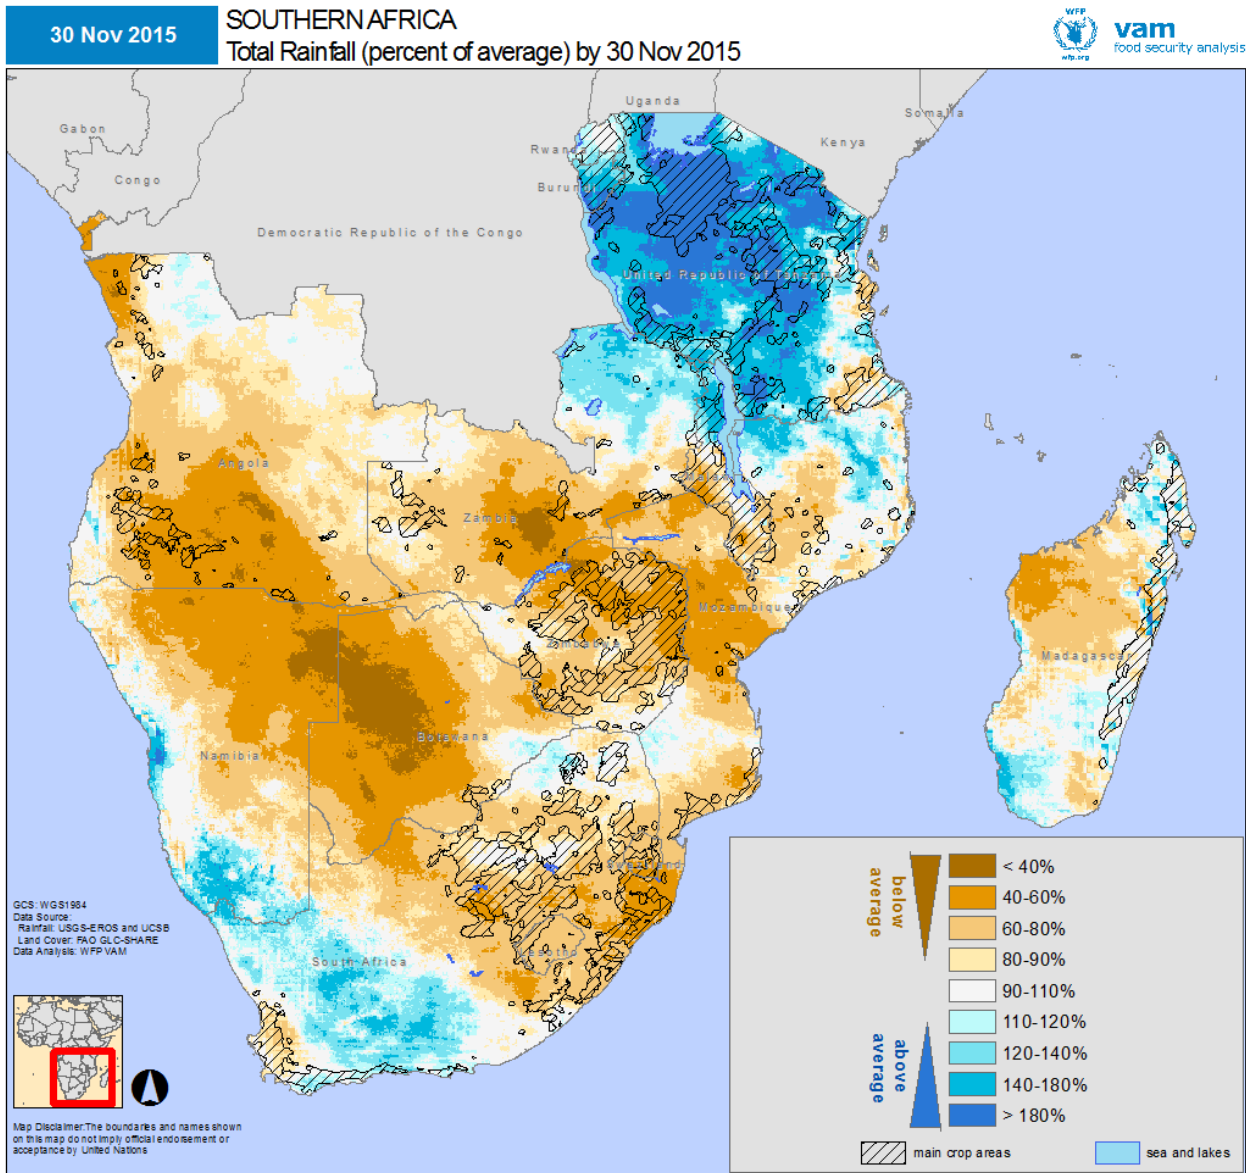 30 Nov 2015
SOUTHERN AFRICA
Total Rainfall (percent of average) by 30 Nov 2015
WFP
wfp.org
vam
food security analysis
Uganda
Somalia
Gabon
Kenya
Rwanda
Congo
Burundi
Democratic Republic of the Congo
United Republic of Tanzania
Angola
Malawi
Zambia
Mozambique
Zimbabwe
Madagascar
Botswana
Namibia
Swaziland
Lesotho
South Africa
GCS: WGS1984
Data Source:
Rainfall: USGS-EROS and UCSB
Land Cover: FAO GLC-SHARE
Data Analysis: WFP VAM
Map Disclaimer:The boundaries and names shown
on this map do not imply official endorsement or
acceptance by United Nations
below
average
< 40%
40-60%
60-80%
80-90%
90-110%
110-120%
120-140%
140-180%
> 180%
above
average
main crop areas
sea and lakes